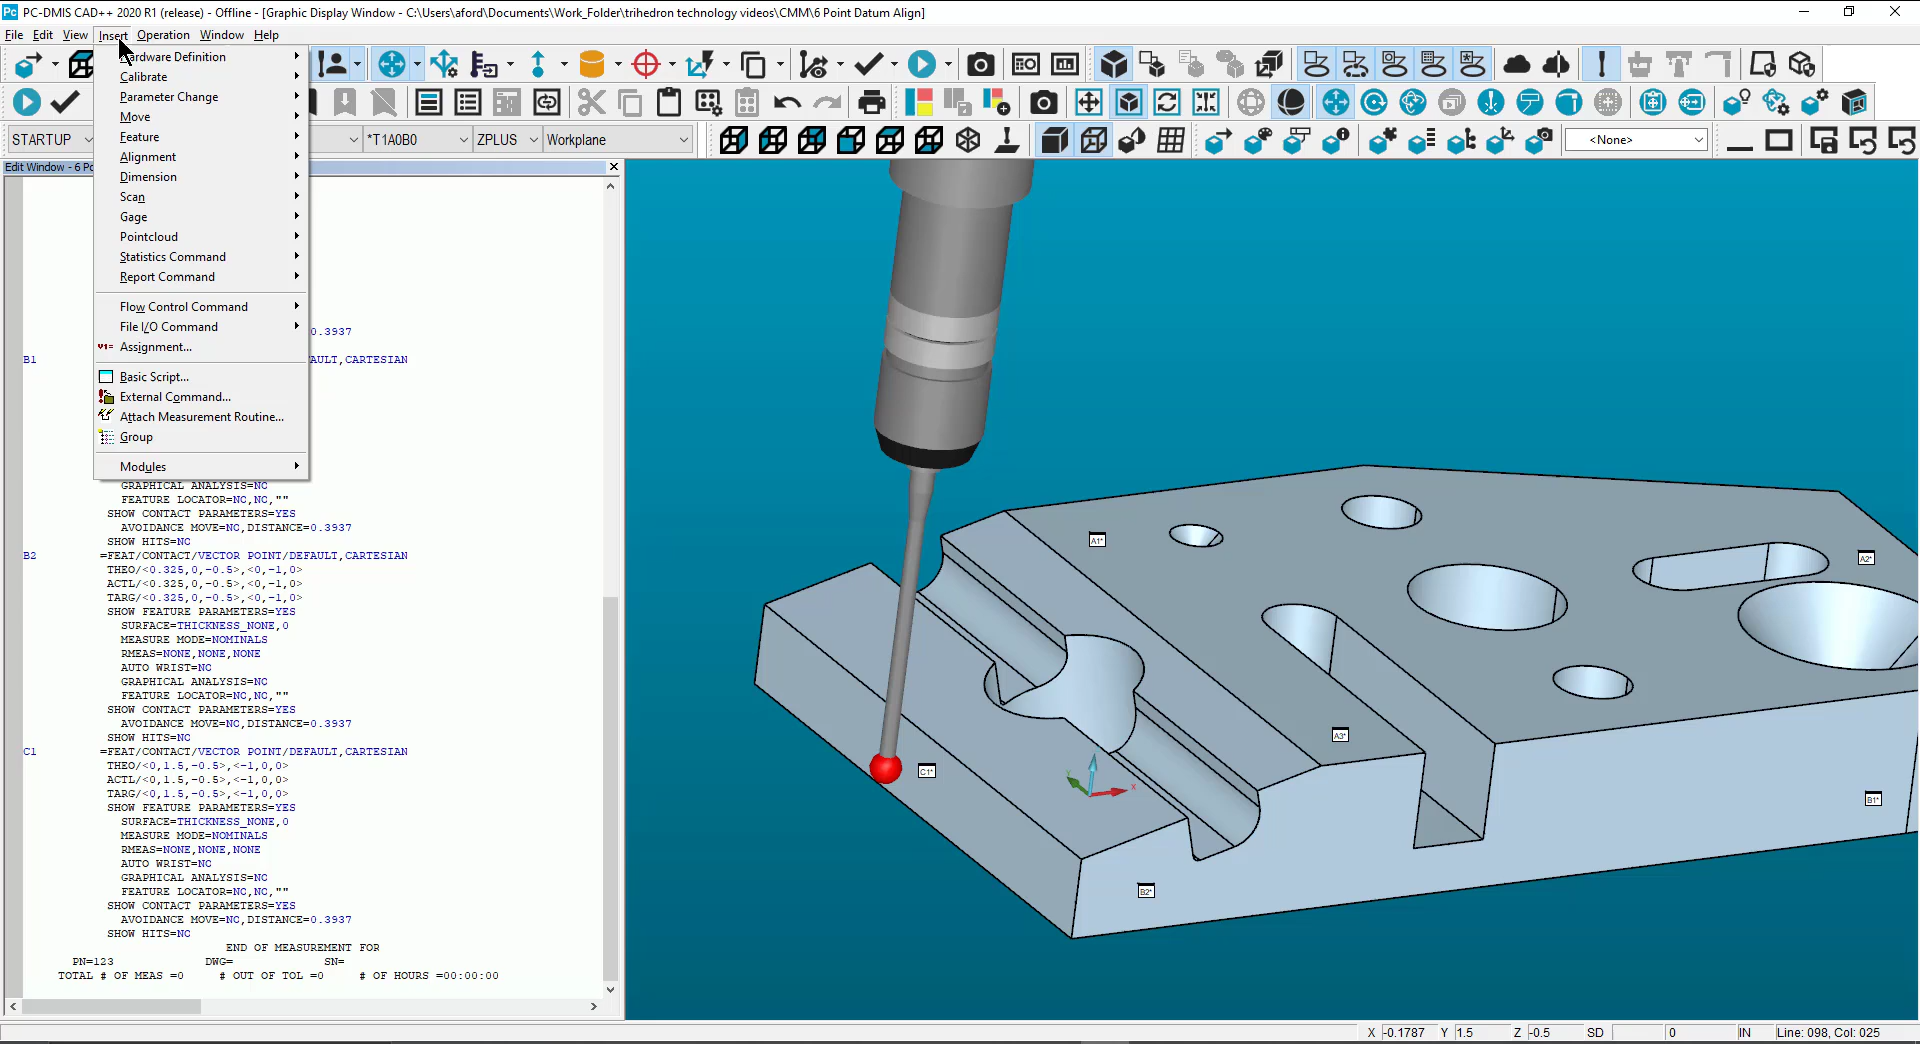 PC-DMIS CAD++ 2020 R1 (release) - Offline - [Graphic Display Window - C:\Users\aford\Documents\Work_Folder\trihedron technology videos\CMM\6 Point Datum Align]
File Edit View Insert Operation Window Help
Hardware Definition
Calibrate
Parameter Change
Move
Feature
Alignment
Dimension
Scan
Gage
Pointcloud
Statistics Command
Report Command
Flow Control Command
File I/O Command
Assignment...
Basic Script...
External Command...
Attach Measurement Routine...
Group
Modules
STARTUP *T1A0B0 ZPLUS Workplane <None>
Edit Window - 6 Po
0.3937
B1 AULT,CARTESIAN
GRAPHICAL ANALYSIS=NO
FEATURE LOCATOR=NO,NO,""
SHOW CONTACT PARAMETERS=YES
AVOIDANCE MOVE=NO,DISTANCE=0.3937
SHOW HITS=NO
B2 =FEAT/CONTACT/VECTOR POINT/DEFAULT,CARTESIAN
THEO/<0.325,0,-0.5>,<0,-1,0>
ACTL/<0.325,0,-0.5>,<0,-1,0>
TARG/<0.325,0,-0.5>,<0,-1,0>
SHOW FEATURE PARAMETERS=YES
SURFACE=THICKNESS_NONE,0
MEASURE MODE=NOMINALS
RMEAS=NONE,NONE,NONE
AUTO WRIST=NO
GRAPHICAL ANALYSIS=NO
FEATURE LOCATOR=NO,NO,""
SHOW CONTACT PARAMETERS=YES
AVOIDANCE MOVE=NO,DISTANCE=0.3937
SHOW HITS=NO
C1 =FEAT/CONTACT/VECTOR POINT/DEFAULT,CARTESIAN
THEO/<0,1.5,-0.5>,<-1,0,0>
ACTL/<0,1.5,-0.5>,<-1,0,0>
TARG/<0,1.5,-0.5>,<-1,0,0>
SHOW FEATURE PARAMETERS=YES
SURFACE=THICKNESS_NONE,0
MEASURE MODE=NOMINALS
RMEAS=NONE,NONE,NONE
AUTO WRIST=NO
GRAPHICAL ANALYSIS=NO
FEATURE LOCATOR=NO,NO,""
SHOW CONTACT PARAMETERS=YES
AVOIDANCE MOVE=NO,DISTANCE=0.3937
SHOW HITS=NO
END OF MEASUREMENT FOR
PN=123 DWG= SN=
TOTAL # OF MEAS =0 # OUT OF TOL =0 # OF HOURS =00:00:00
A1*
A2*
A3*
C1*
B1*
B2*
X
Y
X -0.1787 Y 1.5 Z -0.5 SD 0 IN Line: 098, Col: 025